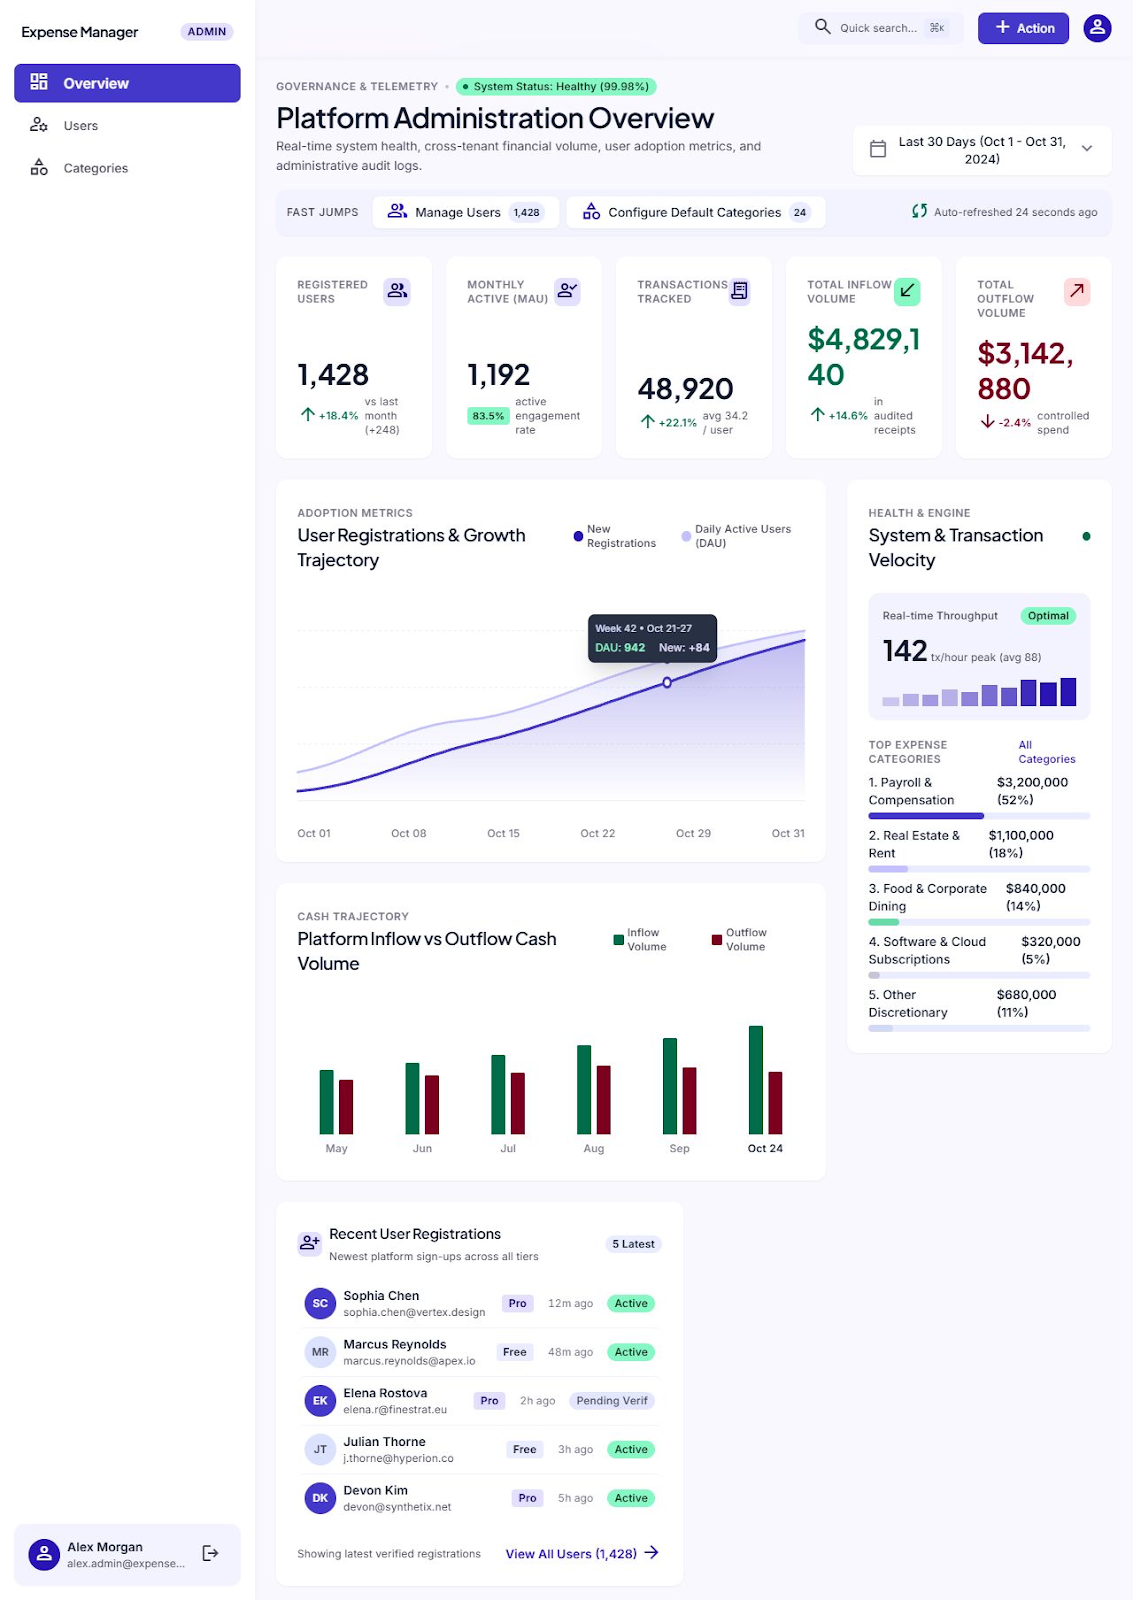 Expense Manager
ADMIN
Overview
Users
Categories
Quick search... ⌘K
+ Action
GOVERNANCE & TELEMETRY • • System Status: Healthy (99.98%)
Platform Administration Overview
Real-time system health, cross-tenant financial volume, user adoption metrics, and
administrative audit logs.
Last 30 Days (Oct 1 - Oct 31,
2024)
FAST JUMPS
Manage Users 1,428
Configure Default Categories 24
Auto-refreshed 24 seconds ago
REGISTERED
USERS
1,428
+18.4%
vs last
month
(+248)
MONTHLY
ACTIVE (MAU)
1,192
83.5%
active
engagement
rate
TRANSACTIONS
TRACKED
48,920
+22.1%
avg 34.2
/ user
TOTAL INFLOW
VOLUME
$4,829,1
40
+14.6%
in
audited
receipts
TOTAL
OUTFLOW
VOLUME
$3,142,
880
-2.4%
controlled
spend
ADOPTION METRICS
User Registrations & Growth
Trajectory
New
Registrations
Daily Active Users
(DAU)
Week 42 • Oct 21-27
DAU: 942 New: +84
Oct 01 Oct 08 Oct 15 Oct 22 Oct 29 Oct 31
HEALTH & ENGINE
System & Transaction
Velocity
Real-time Throughput Optimal
142 tx/hour peak (avg 88)
TOP EXPENSE
CATEGORIES
All
Categories
1. Payroll &
Compensation
$3,200,000
(52%)
2. Real Estate &
Rent
$1,100,000
(18%)
3. Food & Corporate
Dining
$840,000
(14%)
4. Software & Cloud
Subscriptions
$320,000
(5%)
5. Other
Discretionary
$680,000
(11%)
CASH TRAJECTORY
Platform Inflow vs Outflow Cash
Volume
Inflow
Volume
Outflow
Volume
May Jun Jul Aug Sep Oct 24
Recent User Registrations
Newest platform sign-ups across all tiers
5 Latest
SC
Sophia Chen
sophia.chen@vertex.design
Pro 12m ago Active
MR
Marcus Reynolds
marcus.reynolds@apex.io
Free 48m ago Active
EK
Elena Rostova
elena.r@finestrat.eu
Pro 2h ago Pending Verif
JT
Julian Thorne
j.thorne@hyperion.co
Free 3h ago Active
DK
Devon Kim
devon@synthetix.net
Pro 5h ago Active
Showing latest verified registrations
View All Users (1,428)
Alex Morgan
alex.admin@expense...